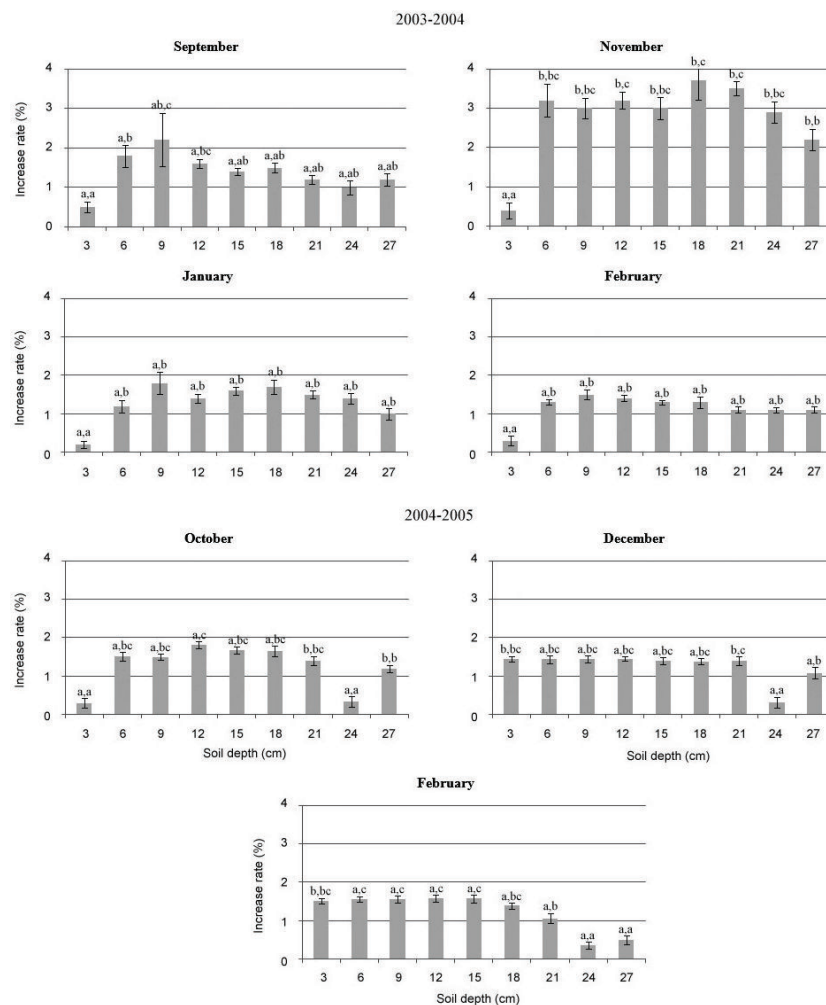 2003-2004
September
Increase rate (%)
4
3
2
1
0
a,a a,b ab,c a,bc a,ab a,ab a,ab a,ab a,ab
3 6 9 12 15 18 21 24 27
November
4
3
2
1
0
a,a b,bc b,bc b,c b,bc b,c b,c b,bc b,b
3 6 9 12 15 18 21 24 27
January
Increase rate (%)
4
3
2
1
0
a,a a,b a,b a,b a,b a,b a,b a,b a,b
3 6 9 12 15 18 21 24 27
February
4
3
2
1
0
a,a a,b a,b a,b a,b a,b a,b a,b a,b
3 6 9 12 15 18 21 24 27
2004-2005
October
Increase rate (%)
4
3
2
1
0
a,a a,bc a,bc a,c a,bc a,bc b,bc a,a b,b
3 6 9 12 15 18 21 24 27
Soil depth (cm)
December
4
3
2
1
0
b,bc a,bc a,bc a,bc a,bc a,bc b,c a,a a,b
3 6 9 12 15 18 21 24 27
Soil depth (cm)
February
Increase rate (%)
4
3
2
1
0
b,bc a,c a,c a,c a,c a,bc a,b a,a a,a
3 6 9 12 15 18 21 24 27
Soil depth (cm)